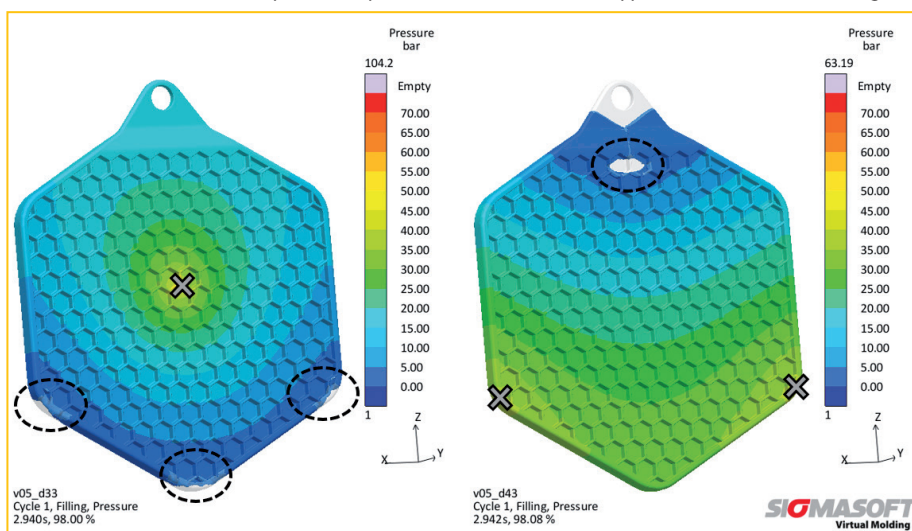 Pressure
bar
104.2
Empty
70.00
65.00
60.00
55.00
50.00
45.00
40.00
35.00
30.00
25.00
20.00
15.00
10.00
5.00
0.00
1
Z
X
Y
v05_d33
Cycle 1, Filling, Pressure
2.940s, 98.00 %
Pressure
bar
63.19
Empty
70.00
65.00
60.00
55.00
50.00
45.00
40.00
35.00
30.00
25.00
20.00
15.00
10.00
5.00
0.00
1
Z
X
Y
v05_d43
Cycle 1, Filling, Pressure
2.942s, 98.08 %
SIGMASOFT
Virtual Molding